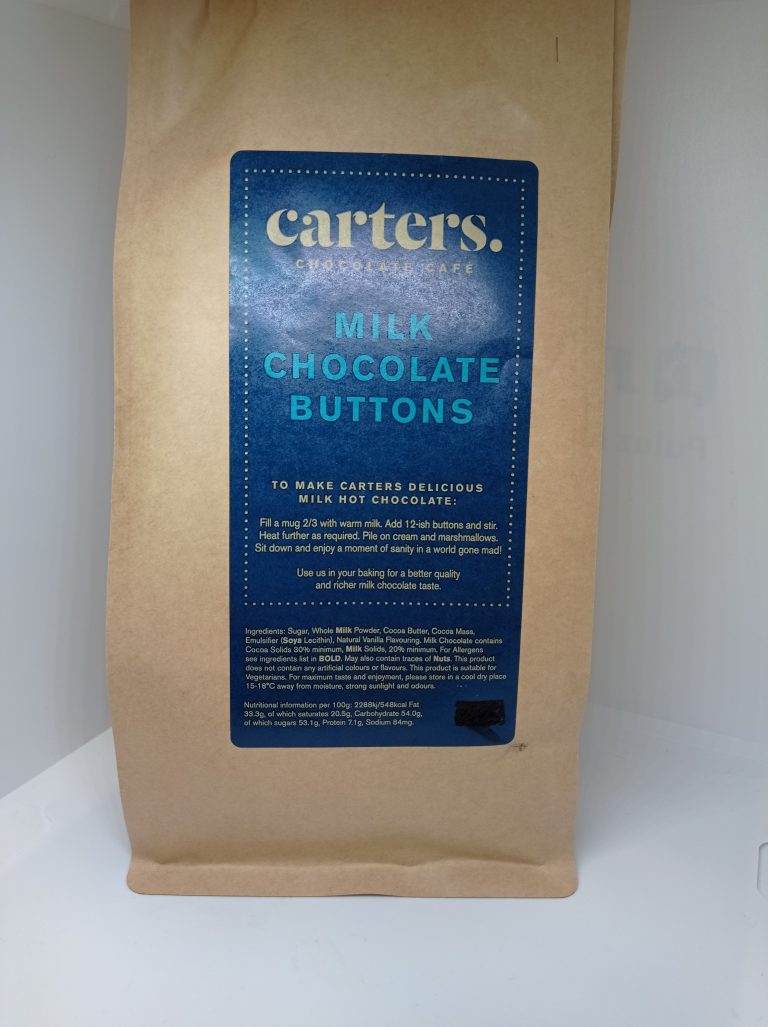 carters.
CHOCOLATE CAFE
MILK
CHOCOLATE
BUTTONS
TO MAKE CARTERS DELICIOUS
MILK HOT CHOCOLATE:
Fill a mug 2/3 with warm milk. Add 12-ish buttons and stir.
Heat further as required. Pile on cream and marshmallows.
Sit down and enjoy a moment of sanity in a world gone mad!
Use us in your baking for a better quality
and richer milk chocolate taste.
Ingredients: Sugar, Whole Milk Powder, Cocoa Butter, Cocoa Mass,
Emulsifier (Soya Lecithin), Natural Vanilla Flavouring. Milk Chocolate contains
Cocoa Solids 30% minimum, Milk Solids, 20% minimum. For Allergens
see ingredients list in BOLD. May also contain traces of Nuts. This product
does not contain any artificial colours or flavours. This product is suitable for
Vegetarians. For maximum taste and enjoyment, please store in a cool dry place
15-18°C away from moisture, strong sunlight and odours.
Nutritional information per 100g: 2288kj/548kcal Fat
33.3g, of which saturates 20.5g, Carbohydrate 54.0g,
of which sugars 53.1g, Protein 7.1g, Sodium 84mg.